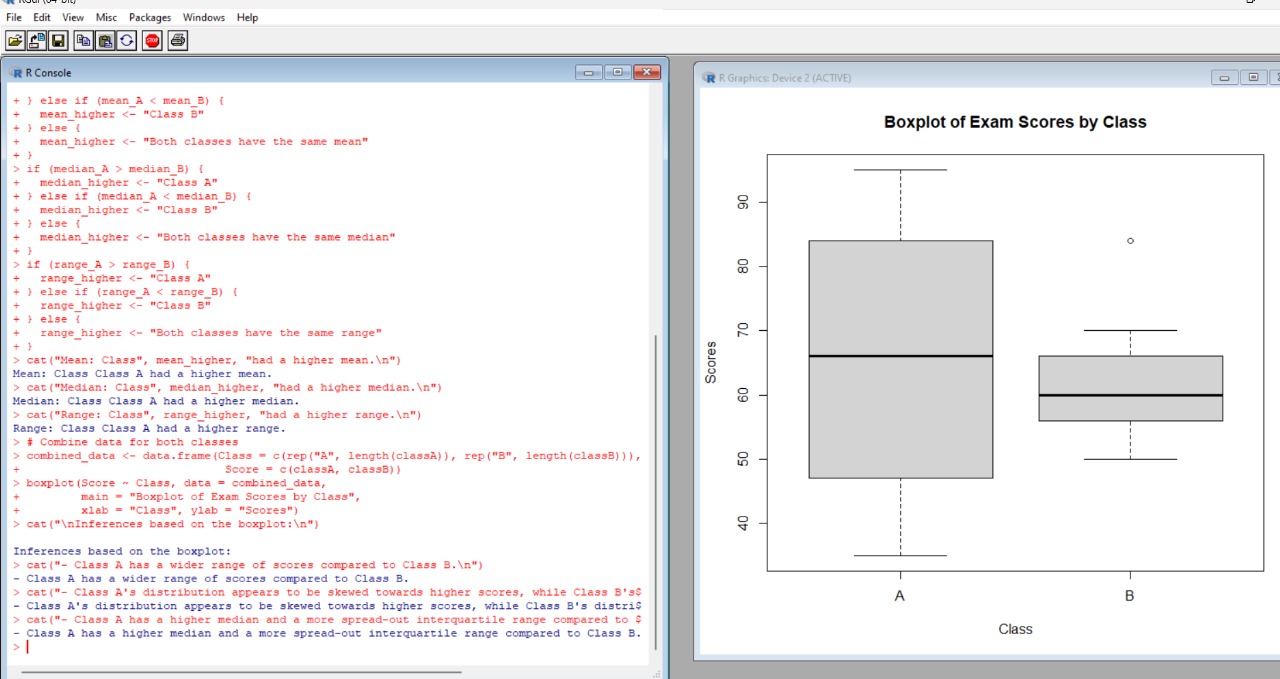 RGui (64-bit)
File Edit View Misc Packages Windows Help
STOP
R Console
+ } else if (mean_A < mean_B) {
+   mean_higher <- "Class B"
+ } else {
+   mean_higher <- "Both classes have the same mean"
+ }
> if (median_A > median_B) {
+   median_higher <- "Class A"
+ } else if (median_A < median_B) {
+   median_higher <- "Class B"
+ } else {
+   median_higher <- "Both classes have the same median"
+ }
> if (range_A > range_B) {
+   range_higher <- "Class A"
+ } else if (range_A < range_B) {
+   range_higher <- "Class B"
+ } else {
+   range_higher <- "Both classes have the same range"
+ }
> cat("Mean: Class", mean_higher, "had a higher mean.\n")
Mean: Class Class A had a higher mean.
> cat("Median: Class", median_higher, "had a higher median.\n")
Median: Class Class A had a higher median.
> cat("Range: Class", range_higher, "had a higher range.\n")
Range: Class Class A had a higher range.
> # Combine data for both classes
> combined_data <- data.frame(Class = c(rep("A", length(classA)), rep("B", length(classB))),
+                             Score = c(classA, classB))
> boxplot(Score ~ Class, data = combined_data,
+         main = "Boxplot of Exam Scores by Class",
+         xlab = "Class", ylab = "Scores")
> cat("\nInferences based on the boxplot:\n")
Inferences based on the boxplot:
> cat("- Class A has a wider range of scores compared to Class B.\n")
- Class A has a wider range of scores compared to Class B.
> cat("- Class A's distribution appears to be skewed towards higher scores, while Class B's$
- Class A's distribution appears to be skewed towards higher scores, while Class B's distri$
> cat("- Class A has a higher median and a more spread-out interquartile range compared to $
- Class A has a higher median and a more spread-out interquartile range compared to Class B.
>
R Graphics: Device 2 (ACTIVE)
Boxplot of Exam Scores by Class
Scores
90
80
70
60
50
40
A B
Class